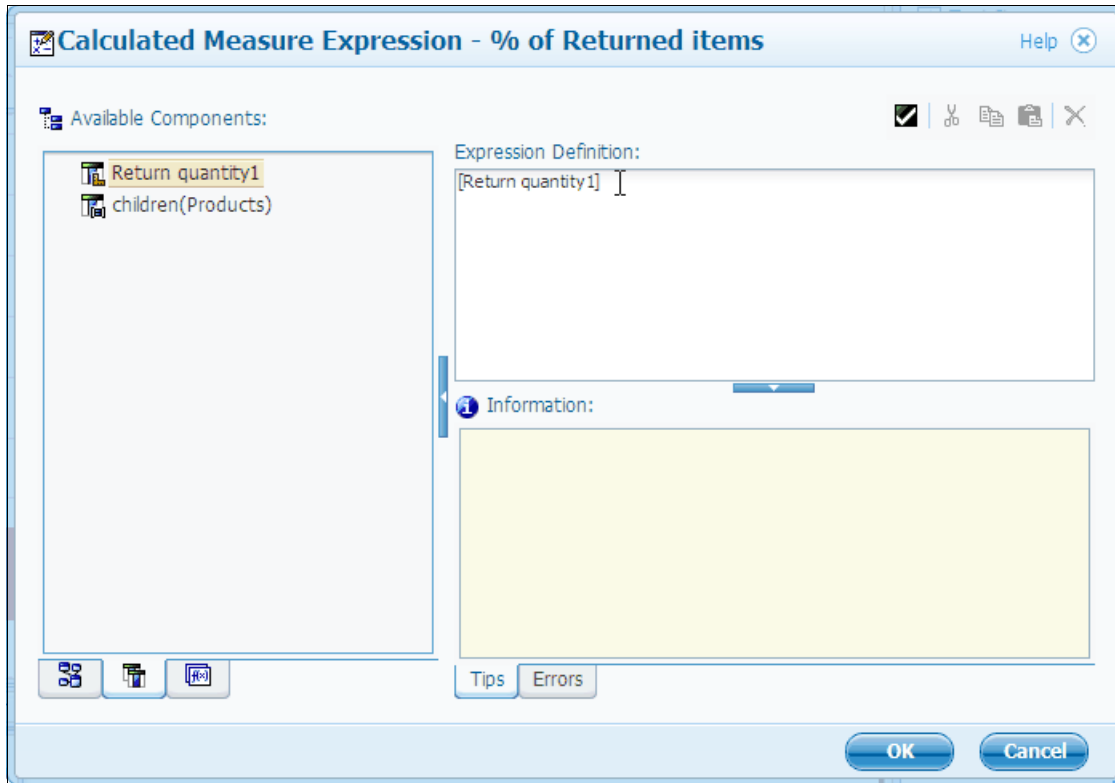 Calculated Measure Expression - % of Returned items
Help
Available Components:
Return quantity1
children(Products)
Expression Definition:
[Return quantity1]
Information:
f(x)
Tips
Errors
OK
Cancel